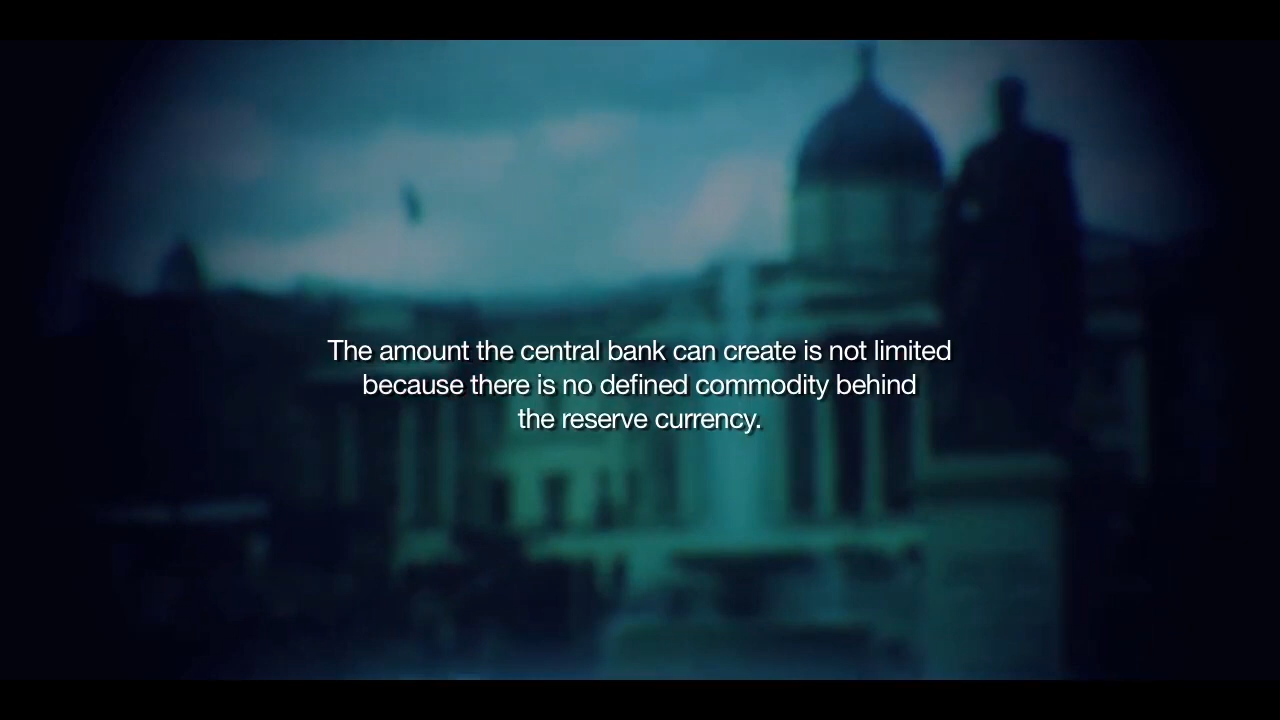 The amount the central bank can create is not limited
because there is no defined commodity behind
the reserve currency.